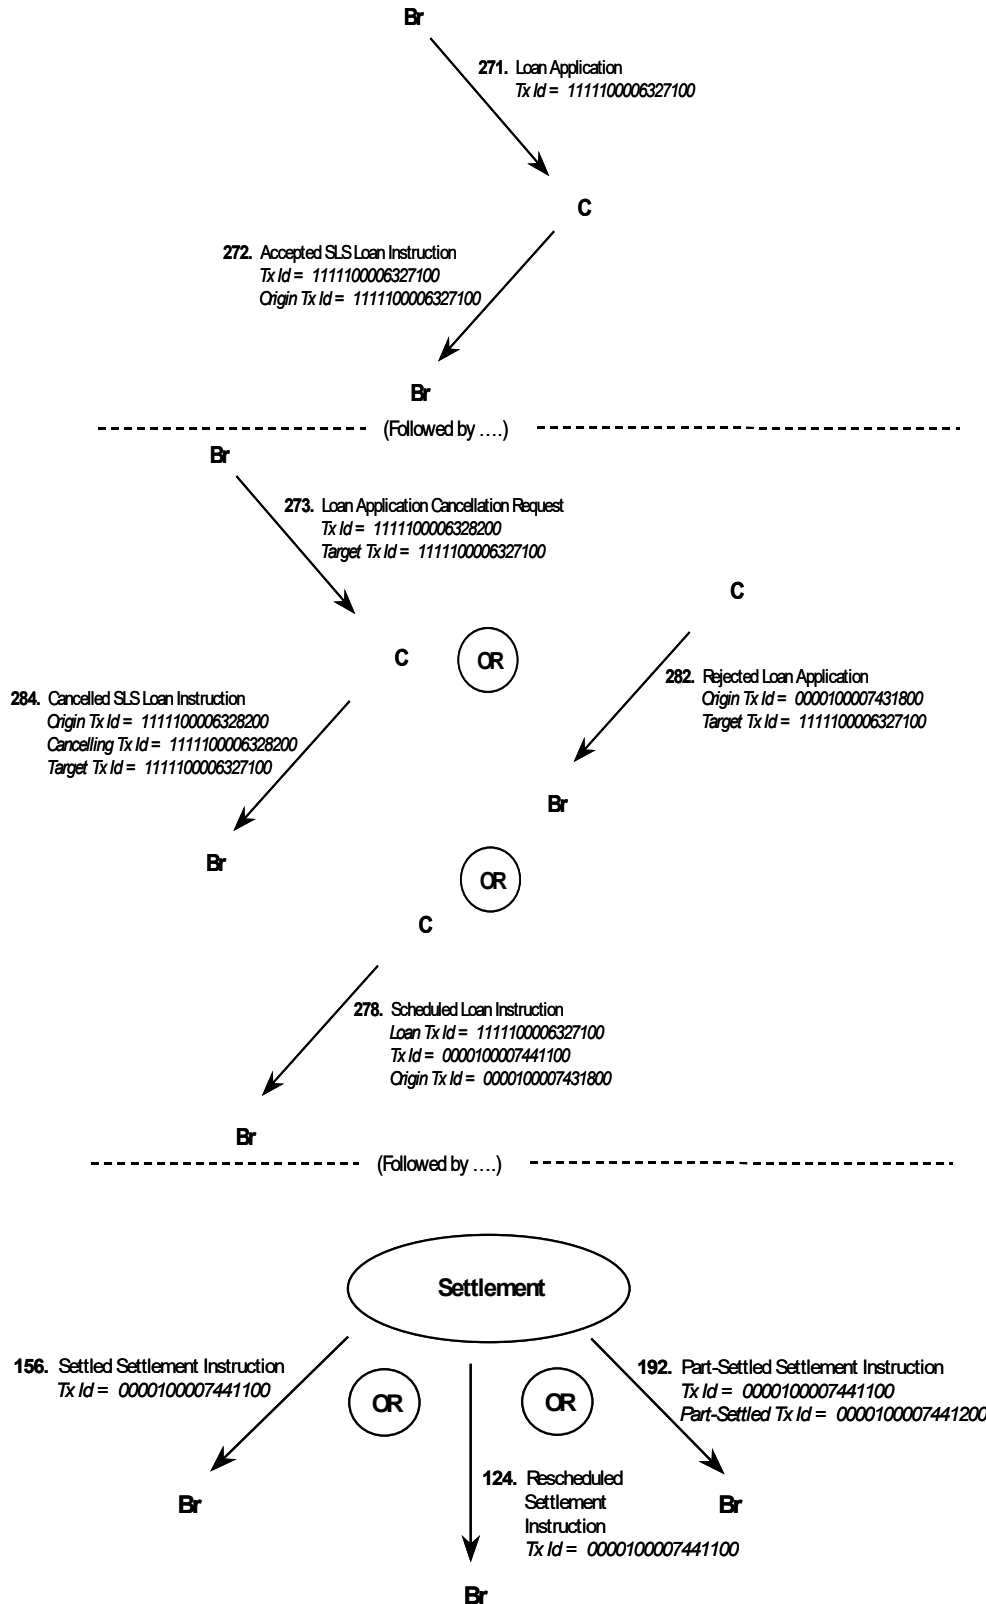 Br
271. Loan Application
Tx Id = 1111100006327100
C
272. Accepted SLS Loan Instruction
Tx Id = 1111100006327100
Origin Tx Id = 1111100006327100
Br
(Followed by ....)
Br
273. Loan Application Cancellation Request
Tx Id = 1111100006328200
Target Tx Id = 1111100006327100
C
C
OR
284. Cancelled SLS Loan Instruction
Origin Tx Id = 1111100006328200
Cancelling Tx Id = 1111100006328200
Target Tx Id = 1111100006327100
282. Rejected Loan Application
Origin Tx Id = 0000100007431800
Target Tx Id = 1111100006327100
Br
Br
OR
C
278. Scheduled Loan Instruction
Loan Tx Id = 1111100006327100
Tx Id = 0000100007441100
Origin Tx Id = 0000100007431800
Br
(Followed by ....)
Settlement
156. Settled Settlement Instruction
Tx Id = 0000100007441100
OR
OR
192. Part-Settled Settlement Instruction
Tx Id = 0000100007441100
Part-Settled Tx Id = 0000100007441200
Br
124. Rescheduled
Settlement
Instruction
Tx Id = 0000100007441100
Br
Br